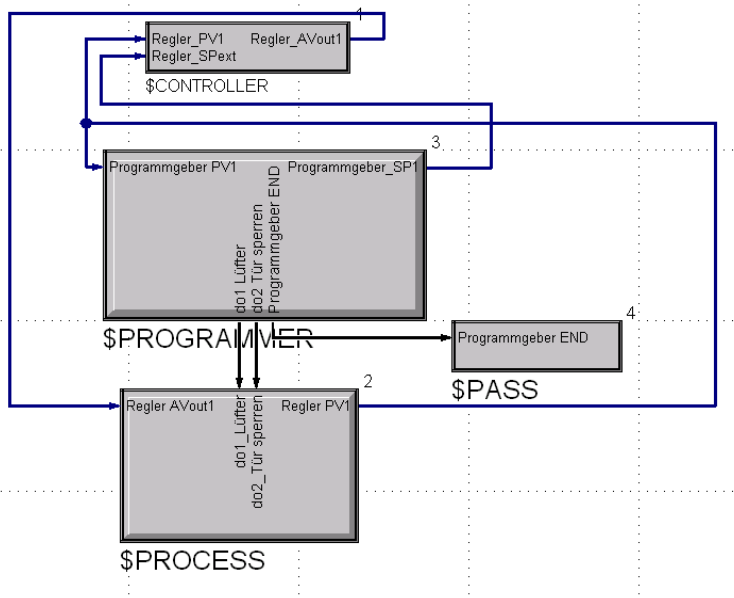 1
Regler_PV1 Regler_AVout1
Regler_SPext
$CONTROLLER
3
Programmgeber PV1 Programmgeber_SP1
do1 Lüfter
do2 Tür sperren
Programmgeber END
$PROGRAMMER
4
Programmgeber END
$PASS
2
Regler AVout1 Regler PV1
do1_Lüfter
do2_Tür sperren
$PROCESS